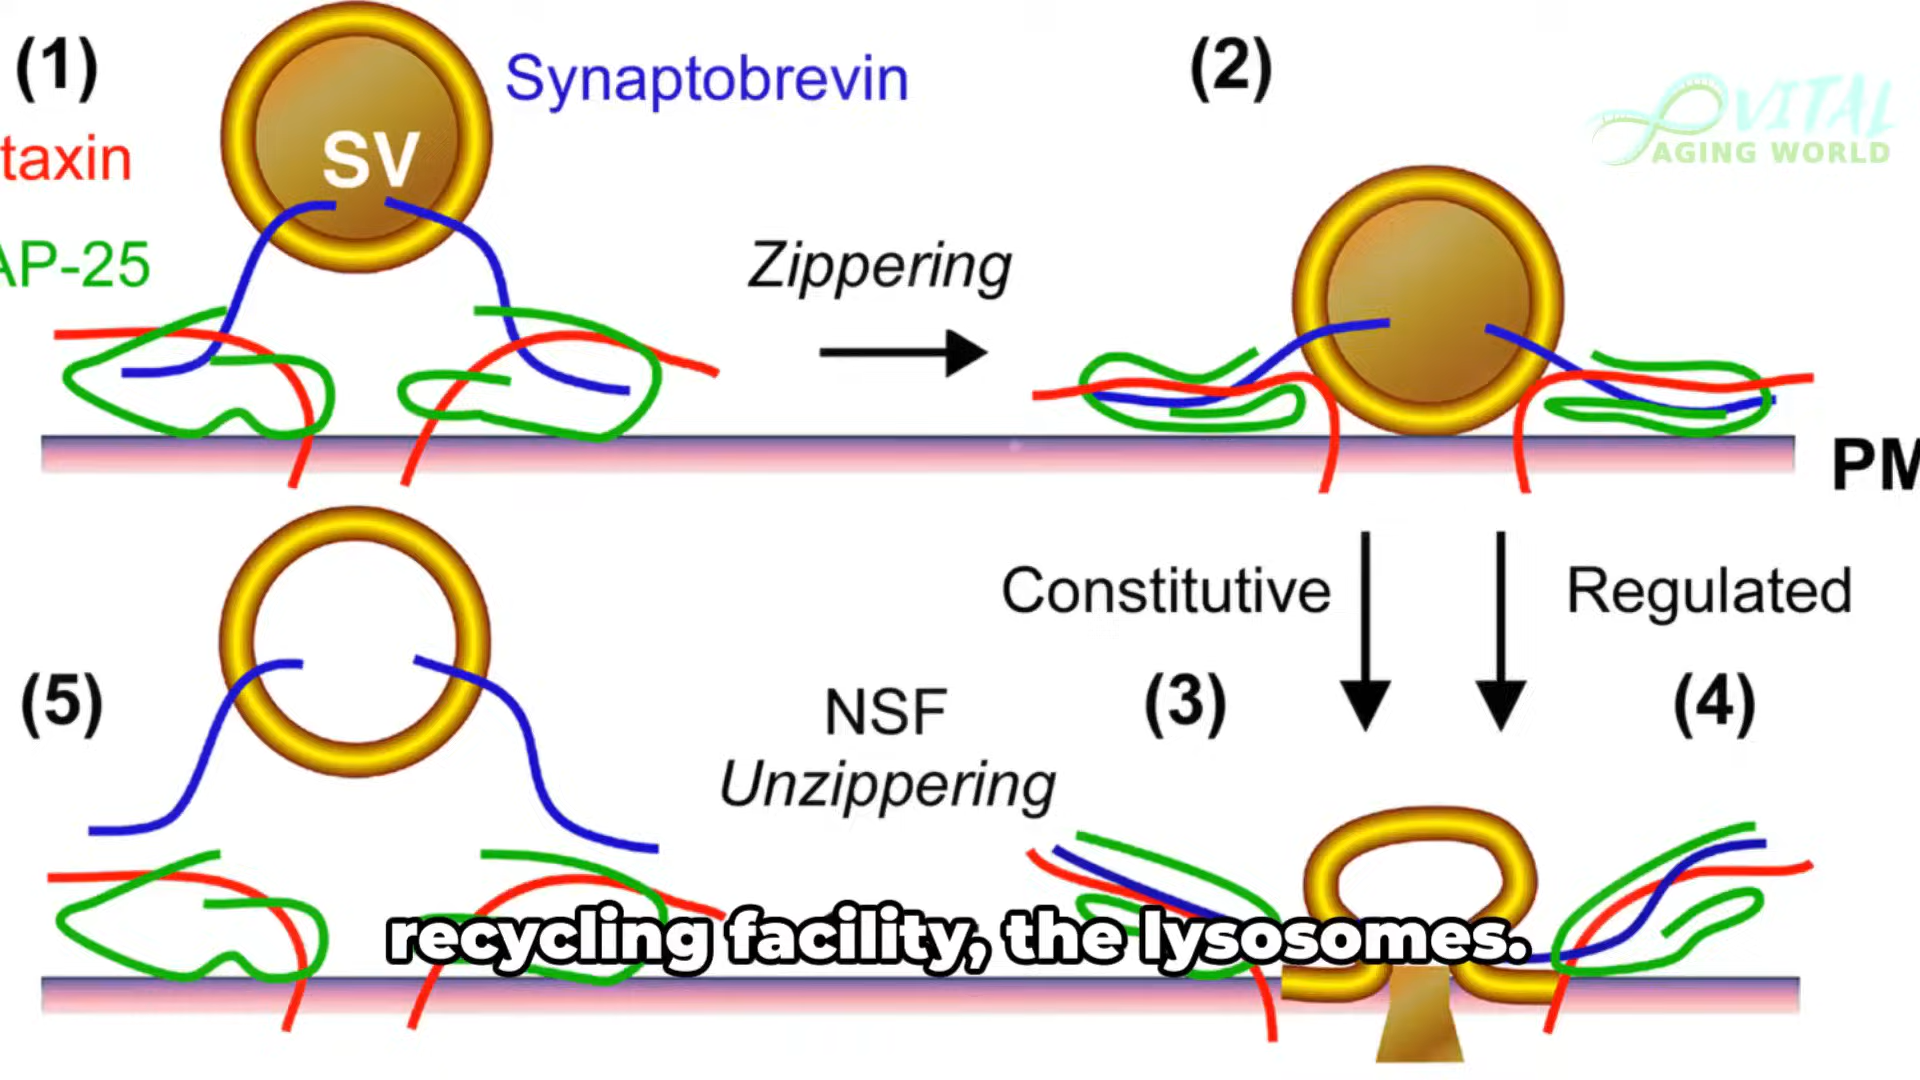 (1)
Synaptobrevin
(2)
VITAL
AGING WORLD
taxin
SV
AP-25
Zippering
PM
Constitutive
Regulated
(5)
NSF
(3)
(4)
Unzippering
recycling facility, the lysosomes.